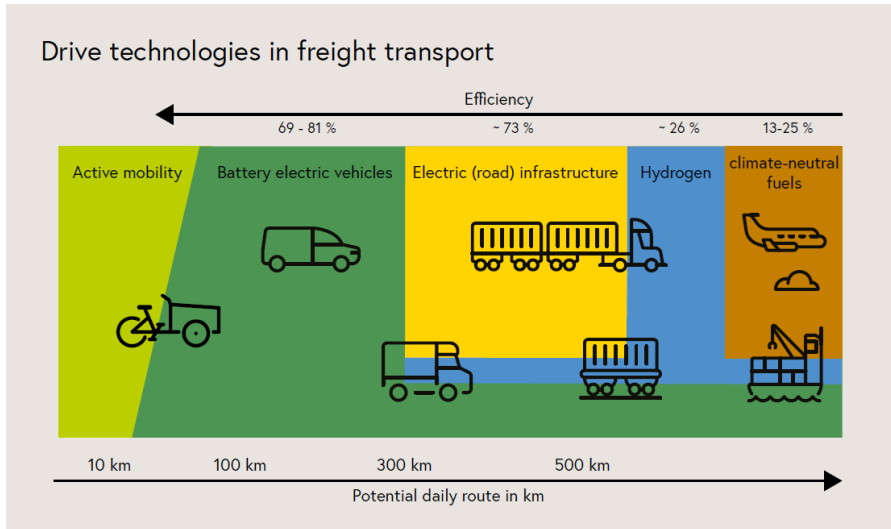 Drive technologies in freight transport
Efficiency
69 - 81 %
~ 73 %
~ 26 %
13-25 %
Active mobility
Battery electric vehicles
Electric (road) infrastructure
Hydrogen
climate-neutral
fuels
10 km
100 km
300 km
500 km
Potential daily route in km